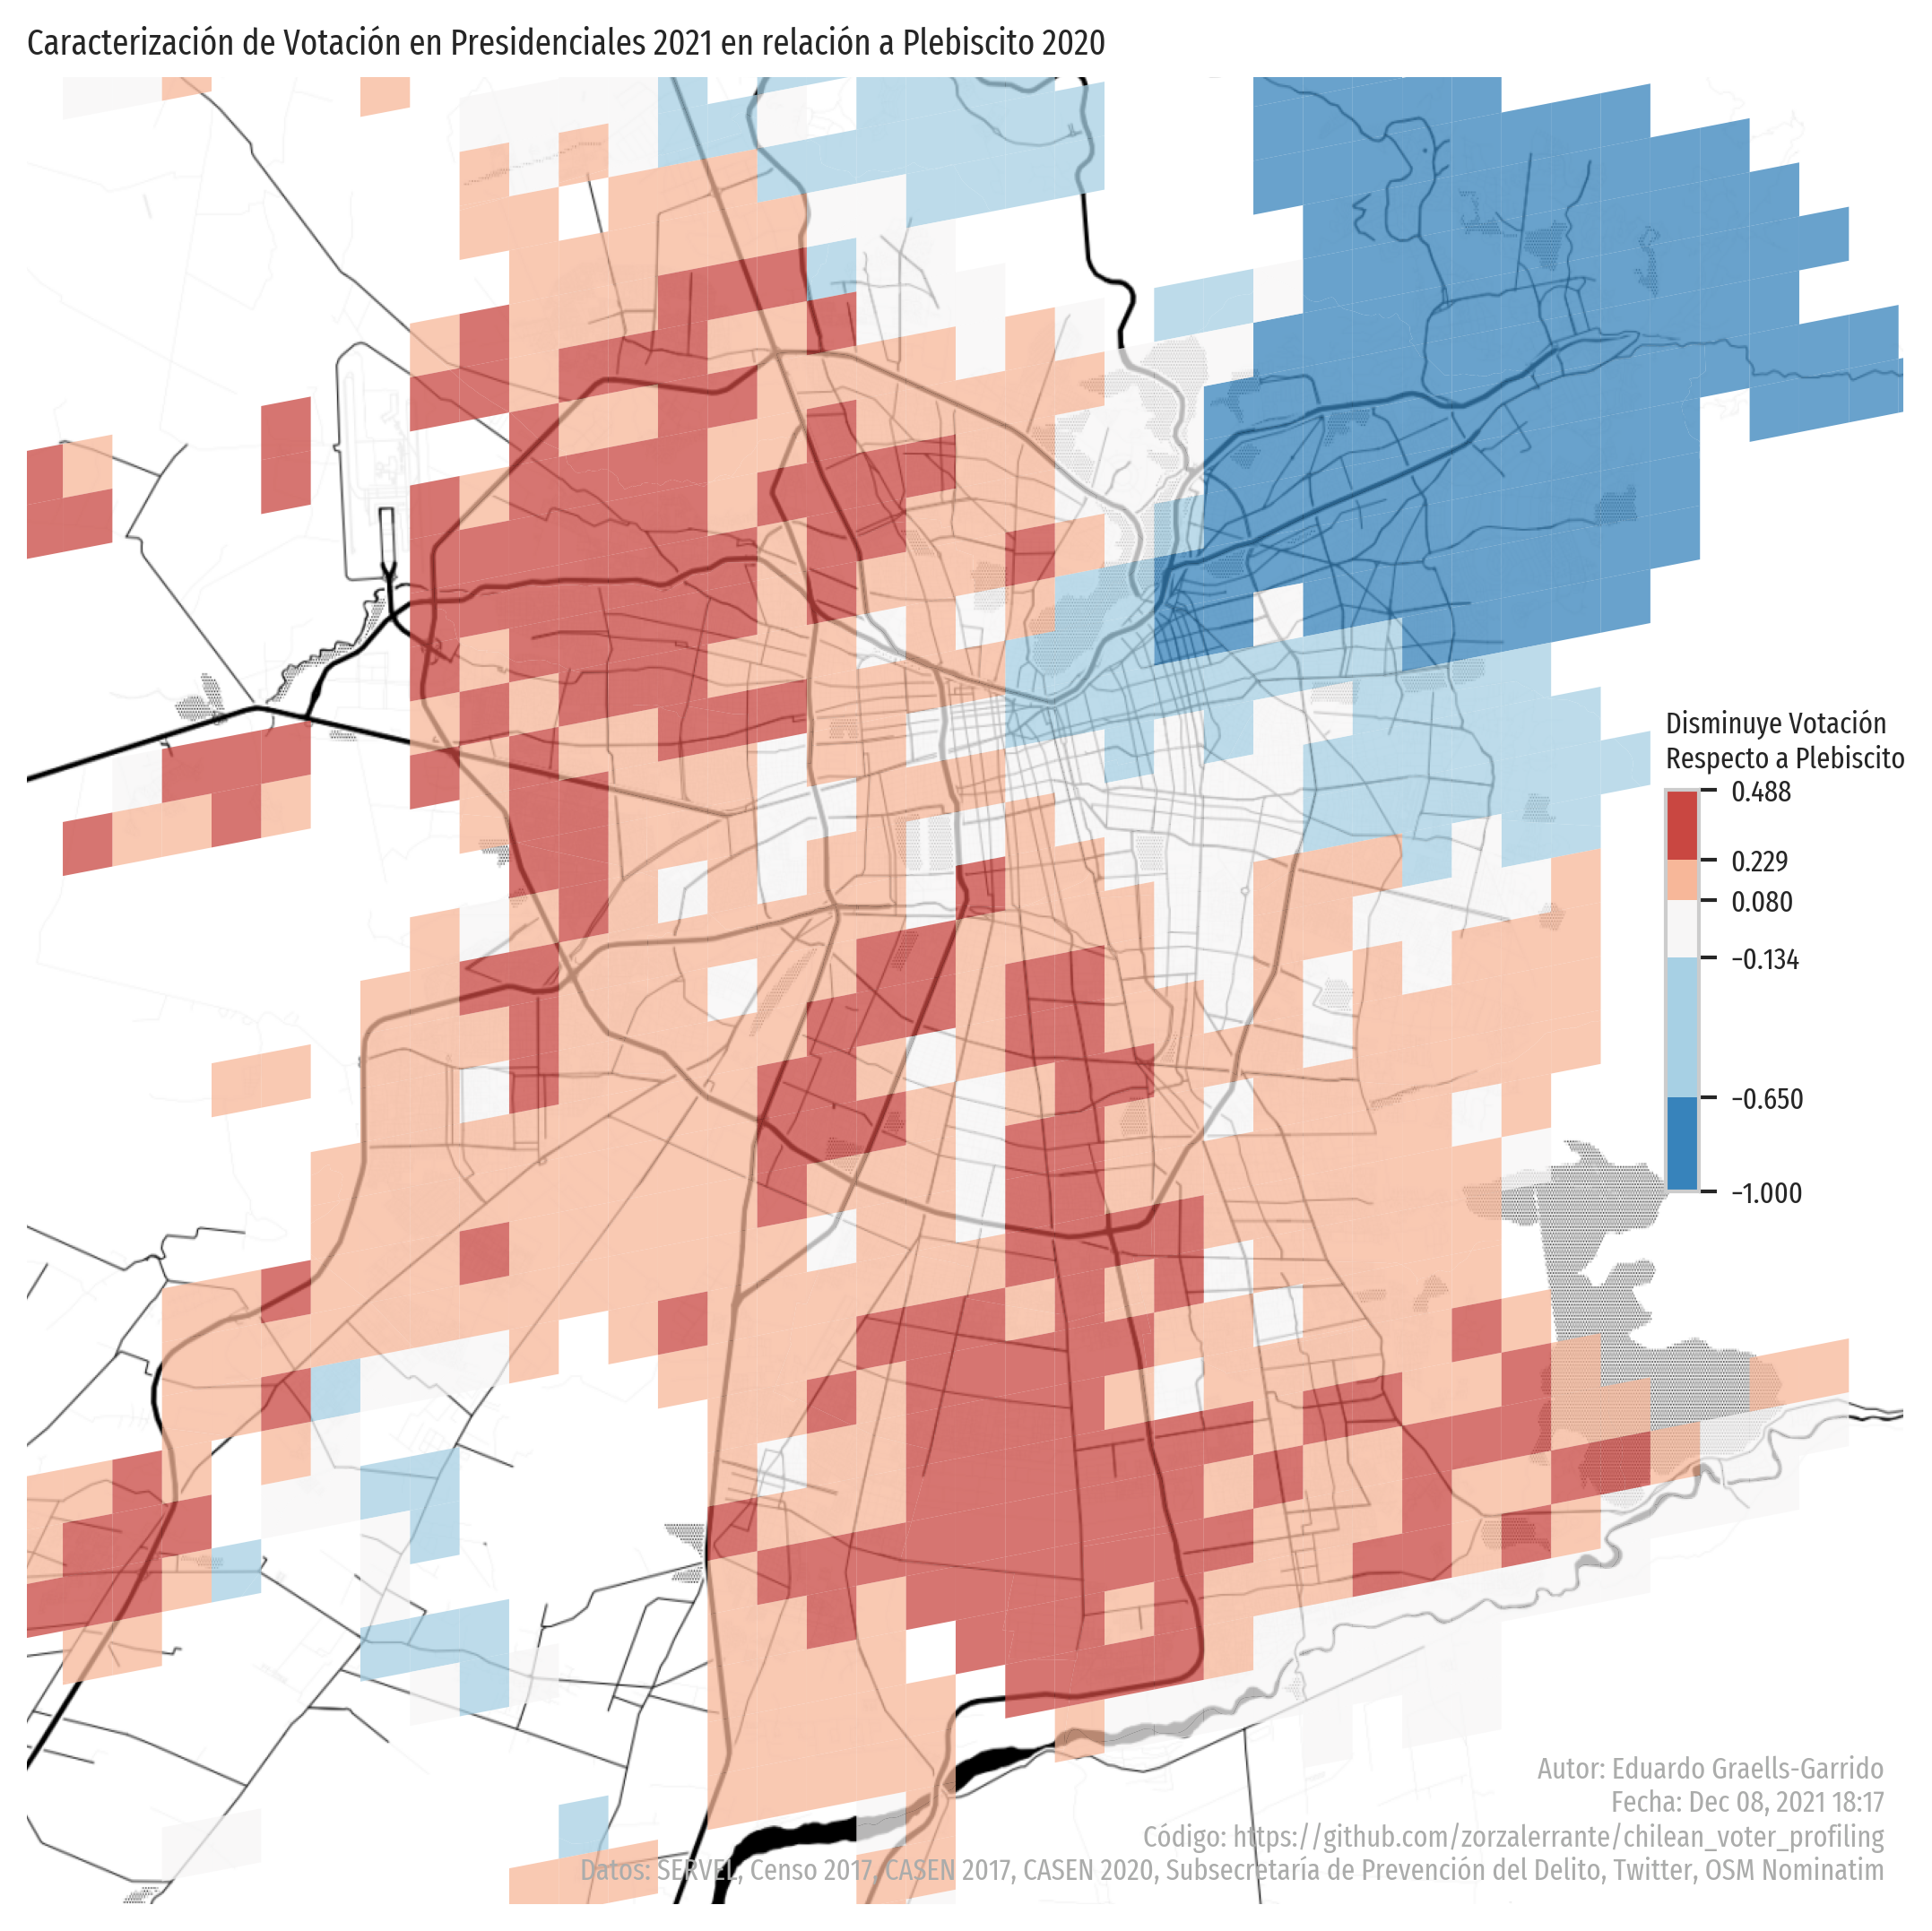 Caracterización de Votación en Presidenciales 2021 en relación a Plebiscito 2020
Disminuye Votación
Respecto a Plebiscito
0.488
0.229
0.080
−0.134
−0.650
−1.000
Autor: Eduardo Graells-Garrido
Fecha: Dec 08, 2021 18:17
Código: https://github.com/zorzalerrante/chilean_voter_profiling
Datos: SERVEL, Censo 2017, CASEN 2017, CASEN 2020, Subsecretaría de Prevención del Delito, Twitter, OSM Nominatim